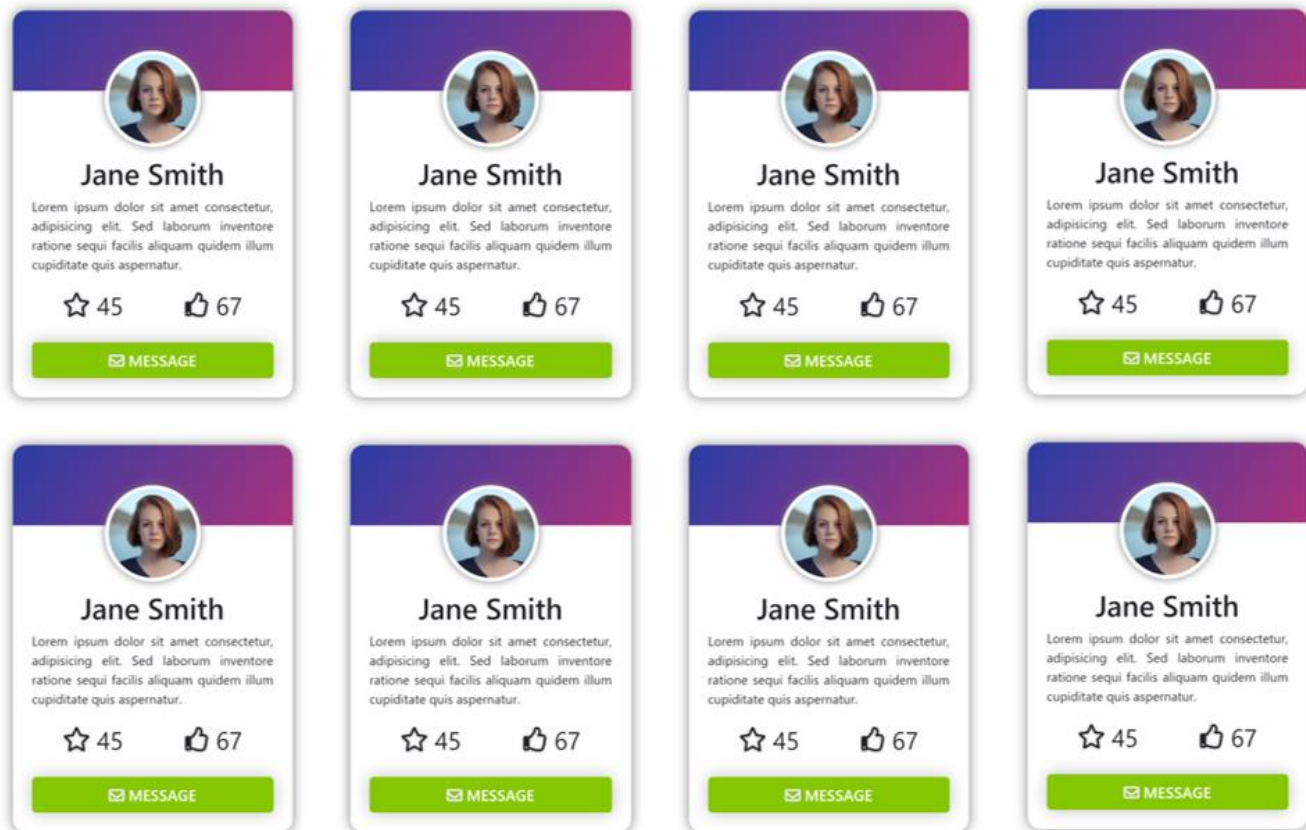 Jane Smith
Lorem ipsum dolor sit amet consectetur,
adipisicing elit. Sed laborum inventore
ratione sequi facilis aliquam quidem illum
cupiditate quis aspernatur.
45 67
MESSAGE
Jane Smith
Lorem ipsum dolor sit amet consectetur,
adipisicing elit. Sed laborum inventore
ratione sequi facilis aliquam quidem illum
cupiditate quis aspernatur.
45 67
MESSAGE
Jane Smith
Lorem ipsum dolor sit amet consectetur,
adipisicing elit. Sed laborum inventore
ratione sequi facilis aliquam quidem illum
cupiditate quis aspernatur.
45 67
MESSAGE
Jane Smith
Lorem ipsum dolor sit amet consectetur,
adipisicing elit. Sed laborum inventore
ratione sequi facilis aliquam quidem illum
cupiditate quis aspernatur.
45 67
MESSAGE
Jane Smith
Lorem ipsum dolor sit amet consectetur,
adipisicing elit. Sed laborum inventore
ratione sequi facilis aliquam quidem illum
cupiditate quis aspernatur.
45 67
MESSAGE
Jane Smith
Lorem ipsum dolor sit amet consectetur,
adipisicing elit. Sed laborum inventore
ratione sequi facilis aliquam quidem illum
cupiditate quis aspernatur.
45 67
MESSAGE
Jane Smith
Lorem ipsum dolor sit amet consectetur,
adipisicing elit. Sed laborum inventore
ratione sequi facilis aliquam quidem illum
cupiditate quis aspernatur.
45 67
MESSAGE
Jane Smith
Lorem ipsum dolor sit amet consectetur,
adipisicing elit. Sed laborum inventore
ratione sequi facilis aliquam quidem illum
cupiditate quis aspernatur.
45 67
MESSAGE